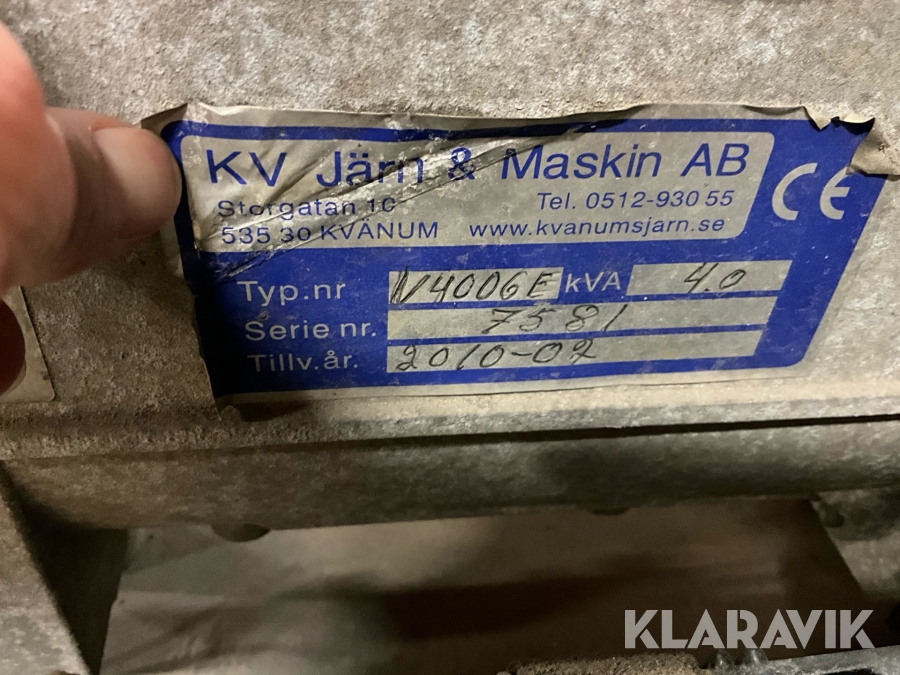 KV Järn & Maskin AB
Storgatan 10 Tel. 0512-930 55
535 30 KVÄNUM www.kvanumsjarn.se
CE
Typ.nr N4006E kVA 4.0
Serie nr. 7581
Tillv.år. 2010-02
KLARAVIK